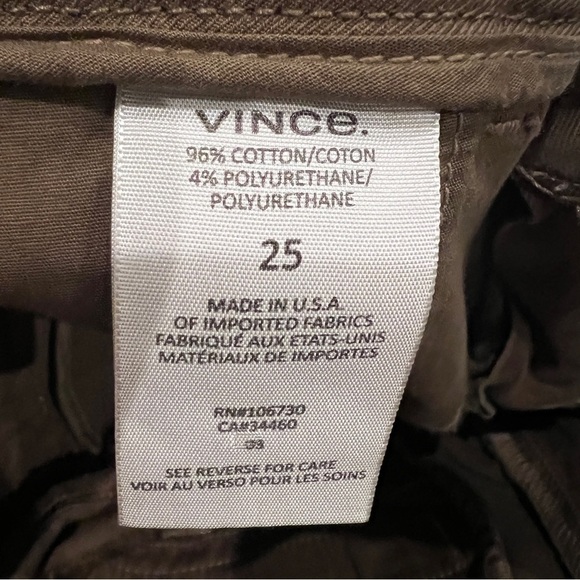 VINCe.
96% COTTON/COTON
4% POLYURETHANE/
POLYURETHANE
25
MADE IN U.S.A
OF IMPORTED FABRICS
FABRIQUÉ AUX ETATS-UNIS
MATÉRIAUX DE IMPORTES
RN#106730
CA#34460
SEE REVERSE FOR CARE
VOIR AU VERSO POUR LES SOINS